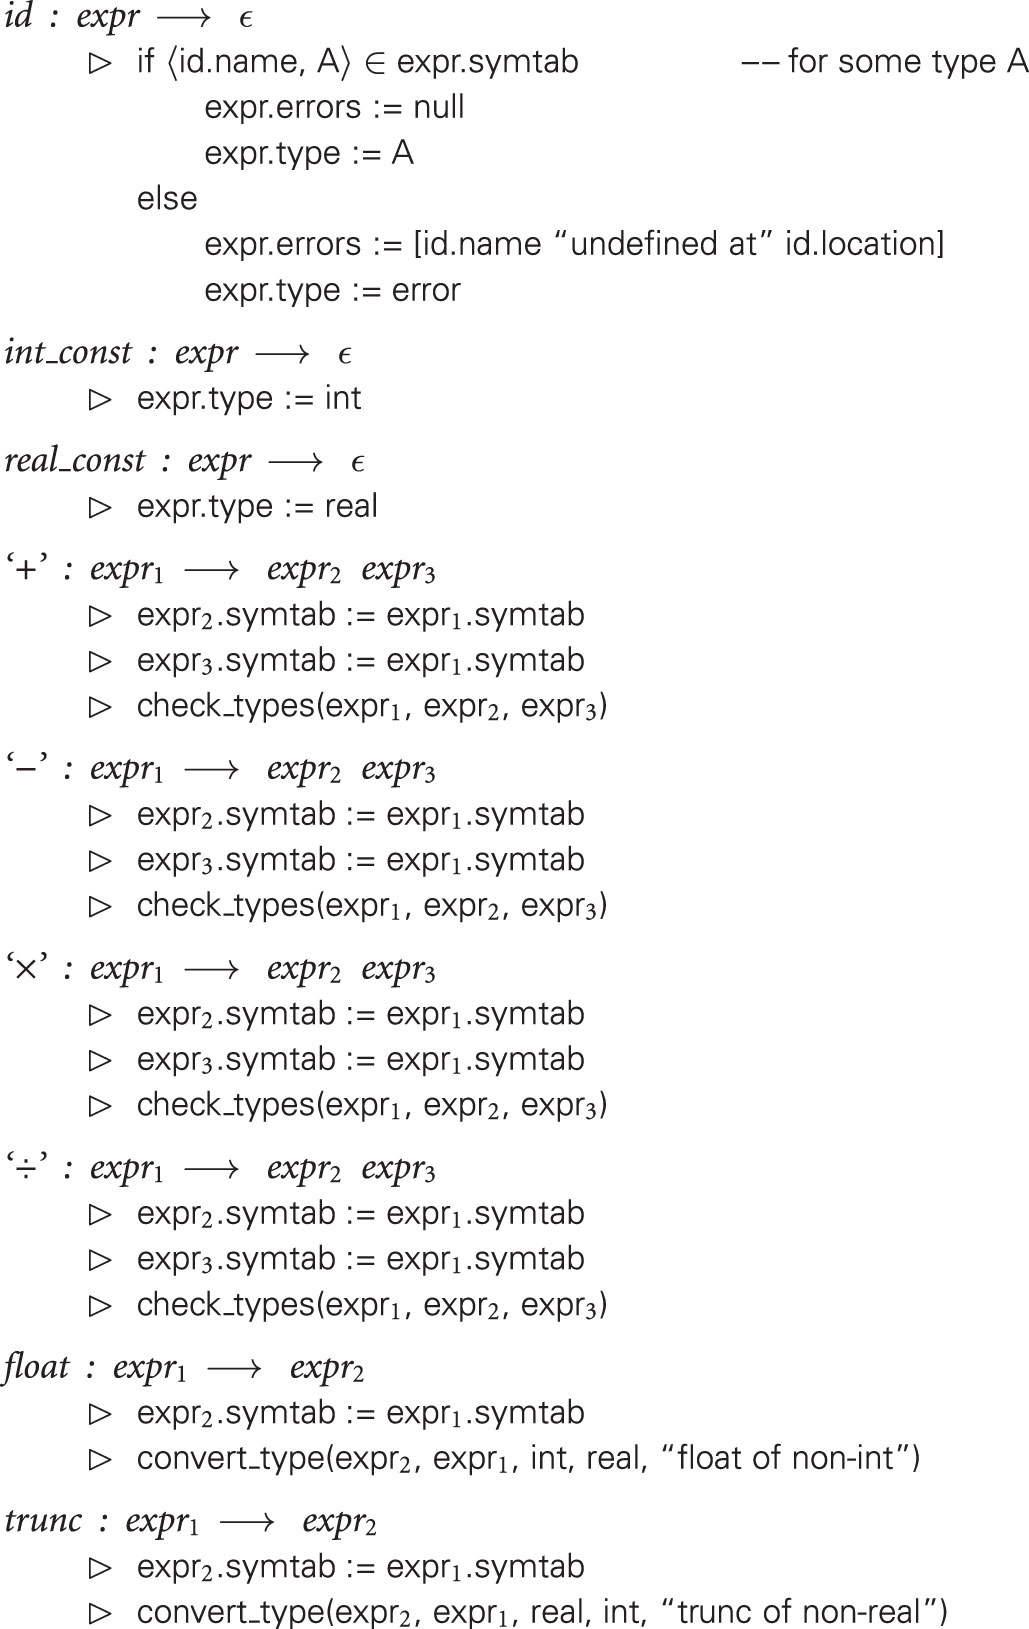 id : expr ⟶ ϵ
▷ if ⟨id.name, A⟩ ∈ expr.symtab –– for some type A
expr.errors := null
expr.type := A
else
expr.errors := [id.name “undefined at” id.location]
expr.type := error
int_const : expr ⟶ ϵ
▷ expr.type := int
real_const : expr ⟶ ϵ
▷ expr.type := real
‘+’ : expr₁ ⟶ expr₂ expr₃
▷ expr₂.symtab := expr₁.symtab
▷ expr₃.symtab := expr₁.symtab
▷ check_types(expr₁, expr₂, expr₃)
‘−’ : expr₁ ⟶ expr₂ expr₃
▷ expr₂.symtab := expr₁.symtab
▷ expr₃.symtab := expr₁.symtab
▷ check_types(expr₁, expr₂, expr₃)
‘×’ : expr₁ ⟶ expr₂ expr₃
▷ expr₂.symtab := expr₁.symtab
▷ expr₃.symtab := expr₁.symtab
▷ check_types(expr₁, expr₂, expr₃)
‘÷’ : expr₁ ⟶ expr₂ expr₃
▷ expr₂.symtab := expr₁.symtab
▷ expr₃.symtab := expr₁.symtab
▷ check_types(expr₁, expr₂, expr₃)
float : expr₁ ⟶ expr₂
▷ expr₂.symtab := expr₁.symtab
▷ convert_type(expr₂, expr₁, int, real, “float of non-int”)
trunc : expr₁ ⟶ expr₂
▷ expr₂.symtab := expr₁.symtab
▷ convert_type(expr₂, expr₁, real, int, “trunc of non-real”)